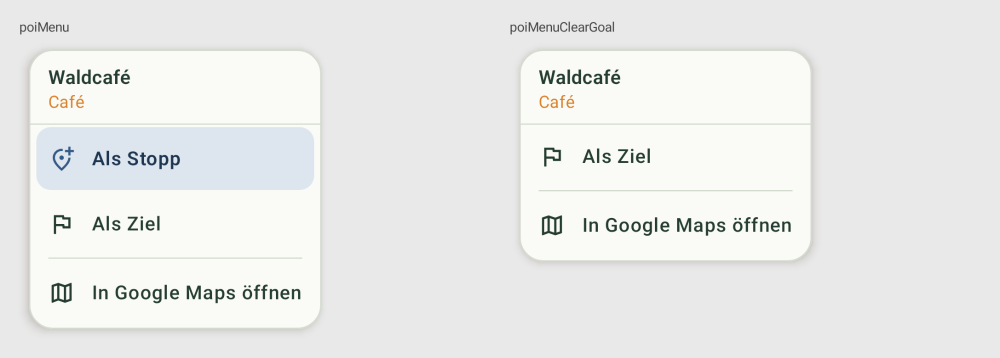 poiMenu
Waldcafé
Café
Als Stopp
Als Ziel
In Google Maps öffnen
poiMenuClearGoal
Waldcafé
Café
Als Ziel
In Google Maps öffnen